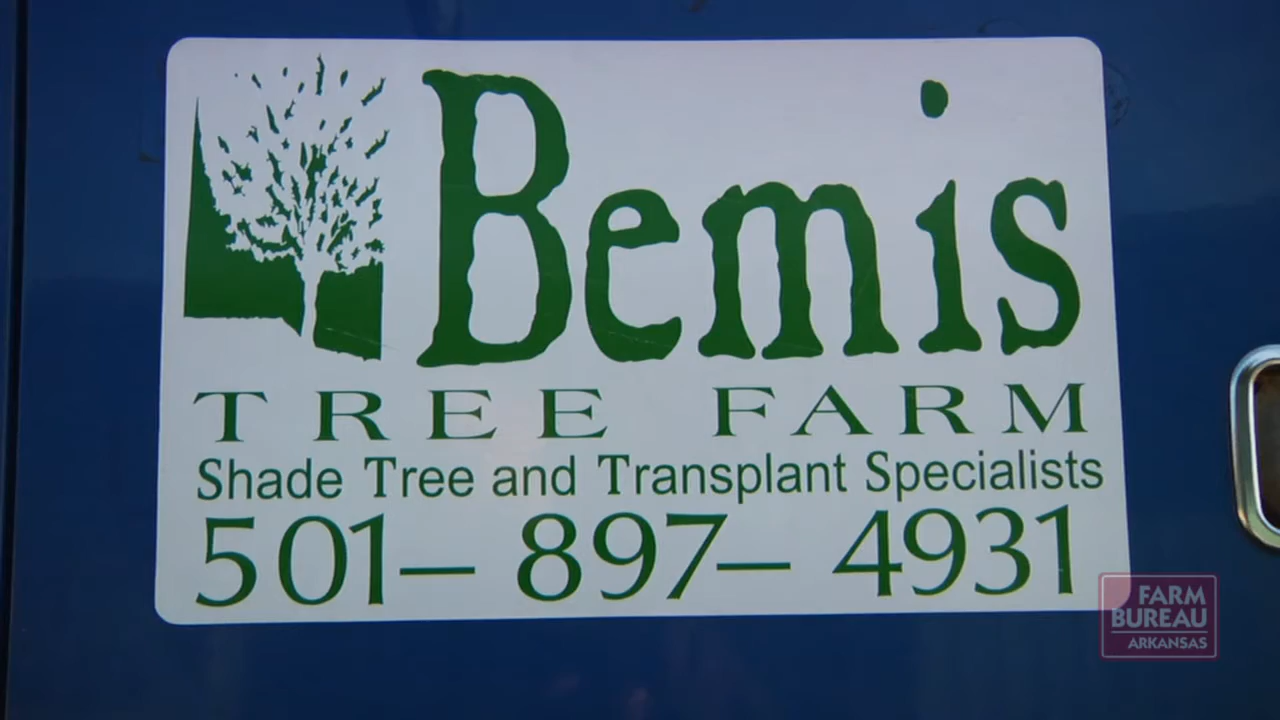 Bemis
TREE FARM
Shade Tree and Transplant Specialists
501-897-4931
FARM
BUREAU
ARKANSAS